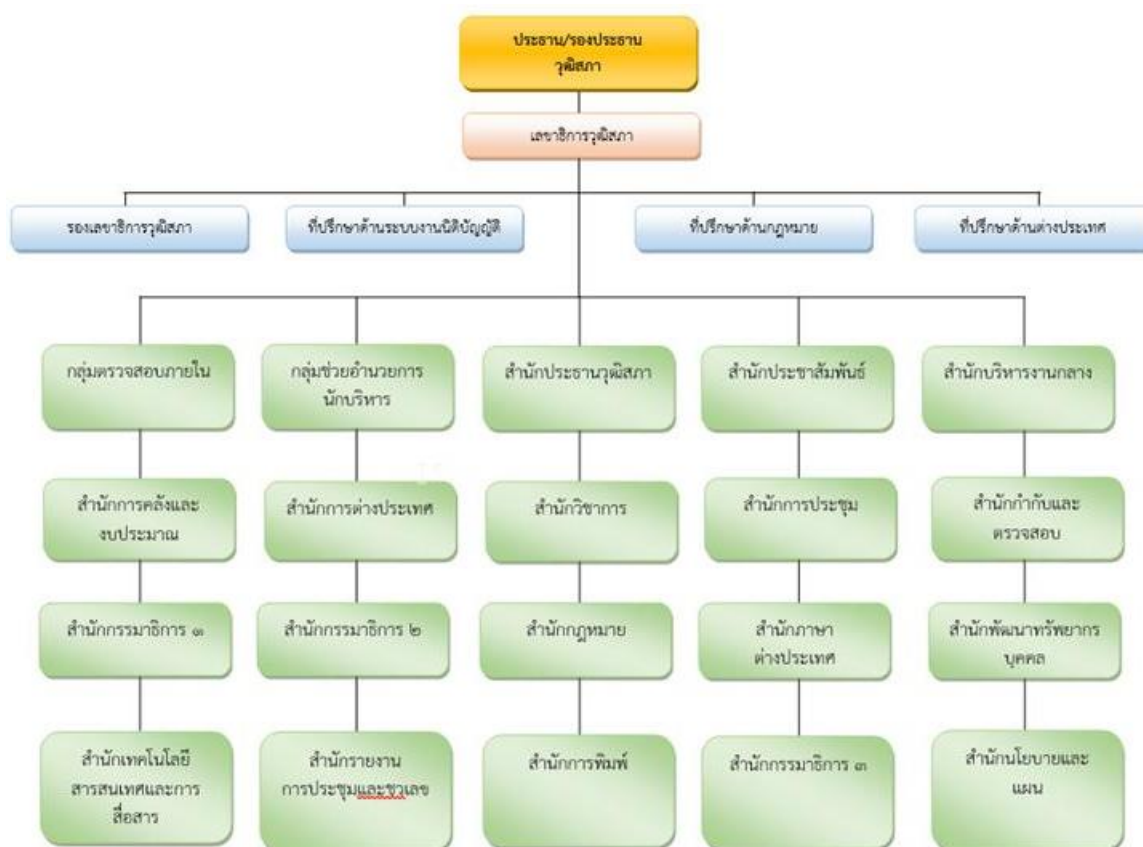 ประธาน/รองประธาน
วุฒิสภา
เลขาธิการวุฒิสภา
รองเลขาธิการวุฒิสภา
ที่ปรึกษาด้านระบบงานนิติบัญญัติ
ที่ปรึกษาด้านกฎหมาย
ที่ปรึกษาด้านต่างประเทศ
กลุ่มตรวจสอบภายใน
กลุ่มช่วยอำนวยการ
นักบริหาร
สำนักประธานวุฒิสภา
สำนักประชาสัมพันธ์
สำนักบริหารงานกลาง
สำนักการคลังและ
งบประมาณ
สำนักการต่างประเทศ
สำนักวิชาการ
สำนักการประชุม
สำนักกำกับและ
ตรวจสอบ
สำนักกรรมาธิการ ๑
สำนักกรรมาธิการ ๒
สำนักกฎหมาย
สำนักภาษา
ต่างประเทศ
สำนักพัฒนาทรัพยากร
บุคคล
สำนักเทคโนโลยี
สารสนเทศและการ
สื่อสาร
สำนักรายงาน
การประชุมและชวเลข
สำนักการพิมพ์
สำนักกรรมาธิการ ๓
สำนักนโยบายและ
แผน